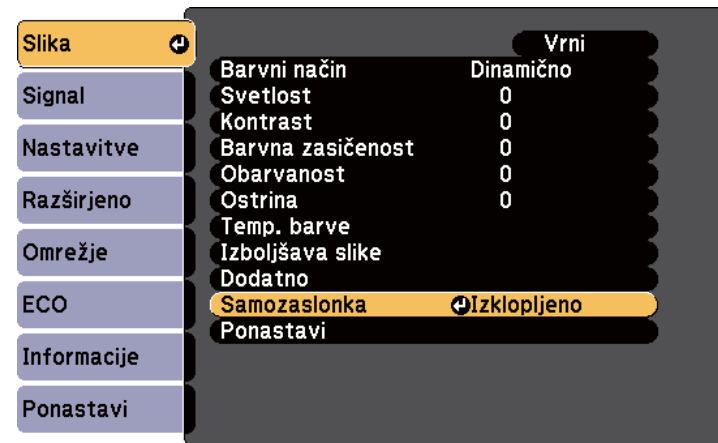 Slika
Signal
Nastavitve
Razširjeno
Omrežje
ECO
Informacije
Ponastavi
Vrni
Barvni način Dinamično
Svetlost 0
Kontrast 0
Barvna zasičenost 0
Obarvanost 0
Ostrina 0
Temp. barve
Izboljšava slike
Dodatno
Samozaslonka Izklopljeno
Ponastavi